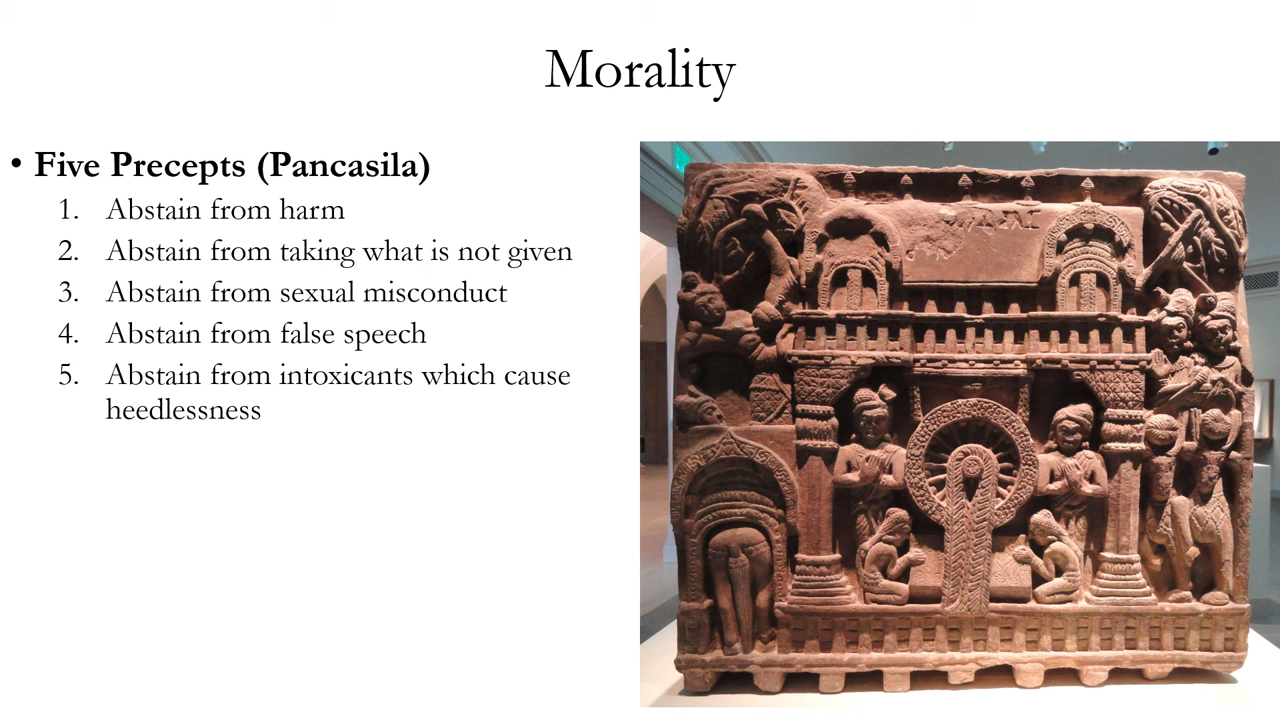 Morality
• Five Precepts (Pancasila)
1. Abstain from harm
2. Abstain from taking what is not given
3. Abstain from sexual misconduct
4. Abstain from false speech
5. Abstain from intoxicants which cause
heedlessness